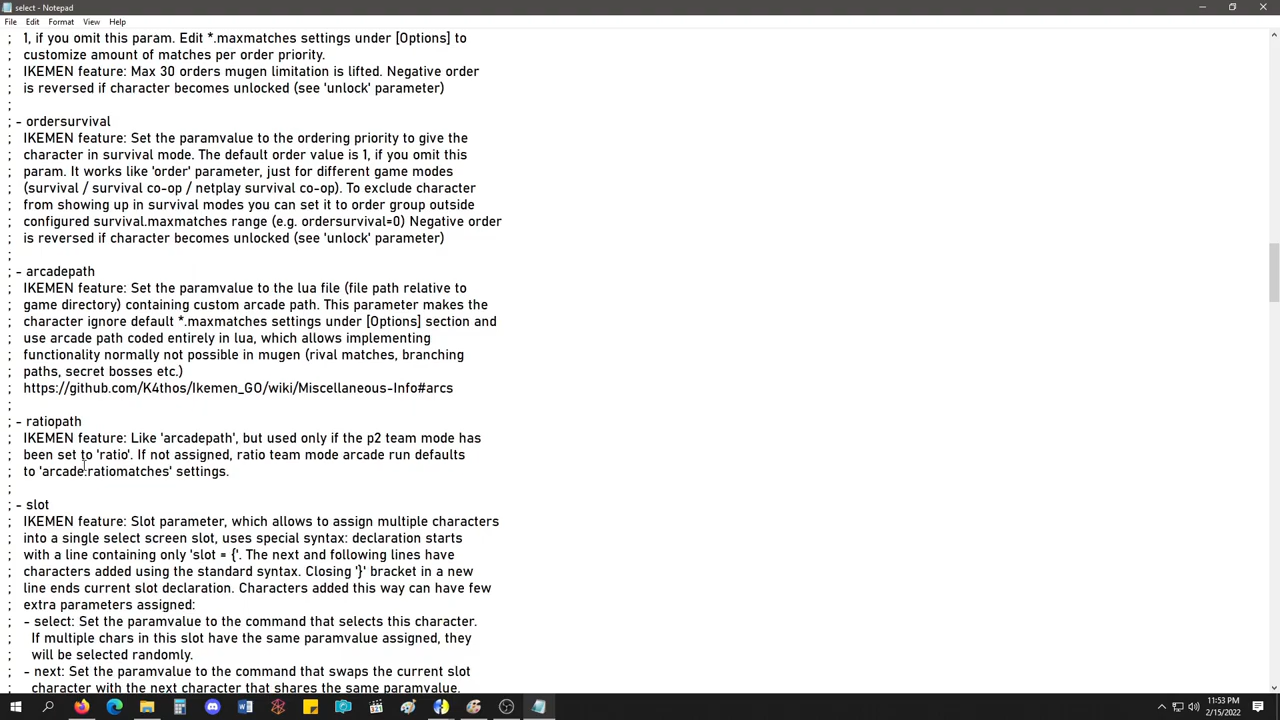 select - Notepad
File Edit Format View Help
; 1, if you omit this param. Edit *.maxmatches settings under [Options] to
; customize amount of matches per order priority.
; IKEMEN feature: Max 30 orders mugen limitation is lifted. Negative order
; is reversed if character becomes unlocked (see 'unlock' parameter)
;
; - ordersurvival
; IKEMEN feature: Set the paramvalue to the ordering priority to give the
; character in survival mode. The default order value is 1, if you omit this
; param. It works like 'order' parameter, just for different game modes
; (survival / survival co-op / netplay survival co-op). To exclude character
; from showing up in survival modes you can set it to order group outside
; configured survival.maxmatches range (e.g. ordersurvival=0) Negative order
; is reversed if character becomes unlocked (see 'unlock' parameter)
;
; - arcadepath
; IKEMEN feature: Set the paramvalue to the lua file (file path relative to
; game directory) containing custom arcade path. This parameter makes the
; character ignore default *.maxmatches settings under [Options] section and
; use arcade path coded entirely in lua, which allows implementing
; functionality normally not possible in mugen (rival matches, branching
; paths, secret bosses etc.)
; https://github.com/K4thos/Ikemen_GO/wiki/Miscellaneous-Info#arcs
;
; - ratiopath
; IKEMEN feature: Like 'arcadepath', but used only if the p2 team mode has
; been set to 'ratio'. If not assigned, ratio team mode arcade run defaults
; to 'arcade.ratiomatches' settings.
;
; - slot
; IKEMEN feature: Slot parameter, which allows to assign multiple characters
; into a single select screen slot, uses special syntax: declaration starts
; with a line containing only 'slot = {'. The next and following lines have
; characters added using the standard syntax. Closing '}' bracket in a new
; line ends current slot declaration. Characters added this way can have few
; extra parameters assigned:
; - select: Set the paramvalue to the command that selects this character.
; If multiple chars in this slot have the same paramvalue assigned, they
; will be selected randomly.
; - next: Set the paramvalue to the command that swaps the current slot
; character with the next character that shares the same paramvalue.
11:53 PM
2/15/2022